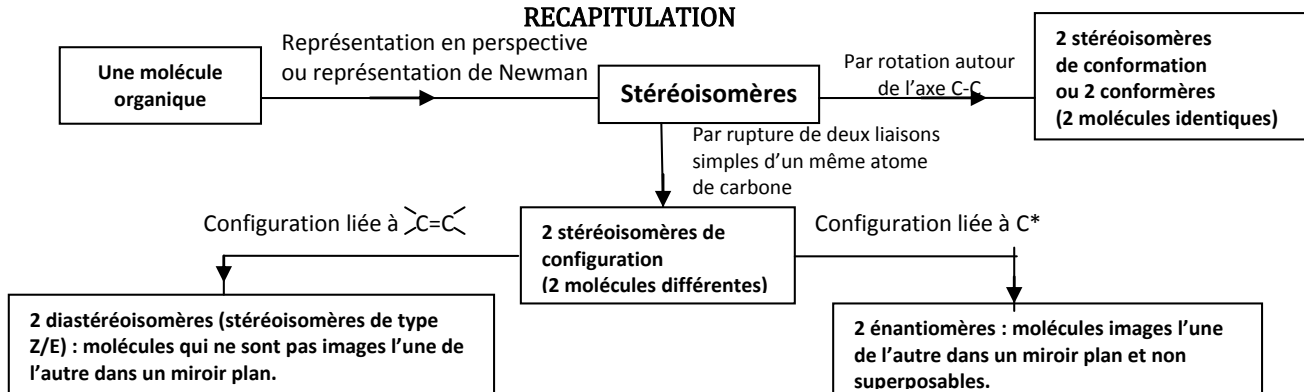 RECAPITULATION
Une molécule
organique
Représentation en perspective
ou représentation de Newman
Stéréoisomères
Par rotation autour
de l'axe C-C
2 stéréoisomères
de conformation
ou 2 conformères
(2 molécules identiques)
Par rupture de deux liaisons
simples d'un même atome
de carbone
Configuration liée à >C=C<
2 stéréoisomères de
configuration
(2 molécules différentes)
Configuration liée à C*
2 diastéréoisomères (stéréoisomères de type
Z/E) : molécules qui ne sont pas images l'une de
l'autre dans un miroir plan.
2 énantiomères : molécules images l'une
de l'autre dans un miroir plan et non
superposables.